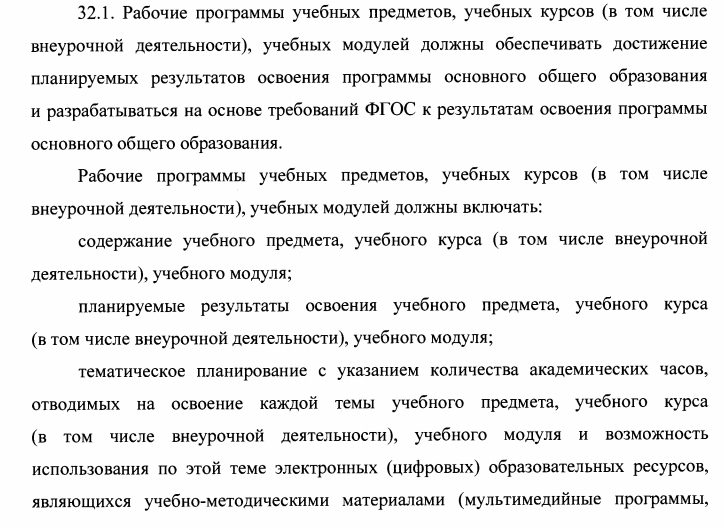 32.1. Рабочие программы учебных предметов, учебных курсов (в том числе
внеурочной деятельности), учебных модулей должны обеспечивать достижение
планируемых результатов освоения программы основного общего образования
и разрабатываться на основе требований ФГОС к результатам освоения программы
основного общего образования.
Рабочие программы учебных предметов, учебных курсов (в том числе
внеурочной деятельности), учебных модулей должны включать:
содержание учебного предмета, учебного курса (в том числе внеурочной
деятельности), учебного модуля;
планируемые результаты освоения учебного предмета, учебного курса
(в том числе внеурочной деятельности), учебного модуля;
тематическое планирование с указанием количества академических часов,
отводимых на освоение каждой темы учебного предмета, учебного курса
(в том числе внеурочной деятельности), учебного модуля и возможность
использования по этой теме электронных (цифровых) образовательных ресурсов,
являющихся учебно-методическими материалами (мультимедийные программы,